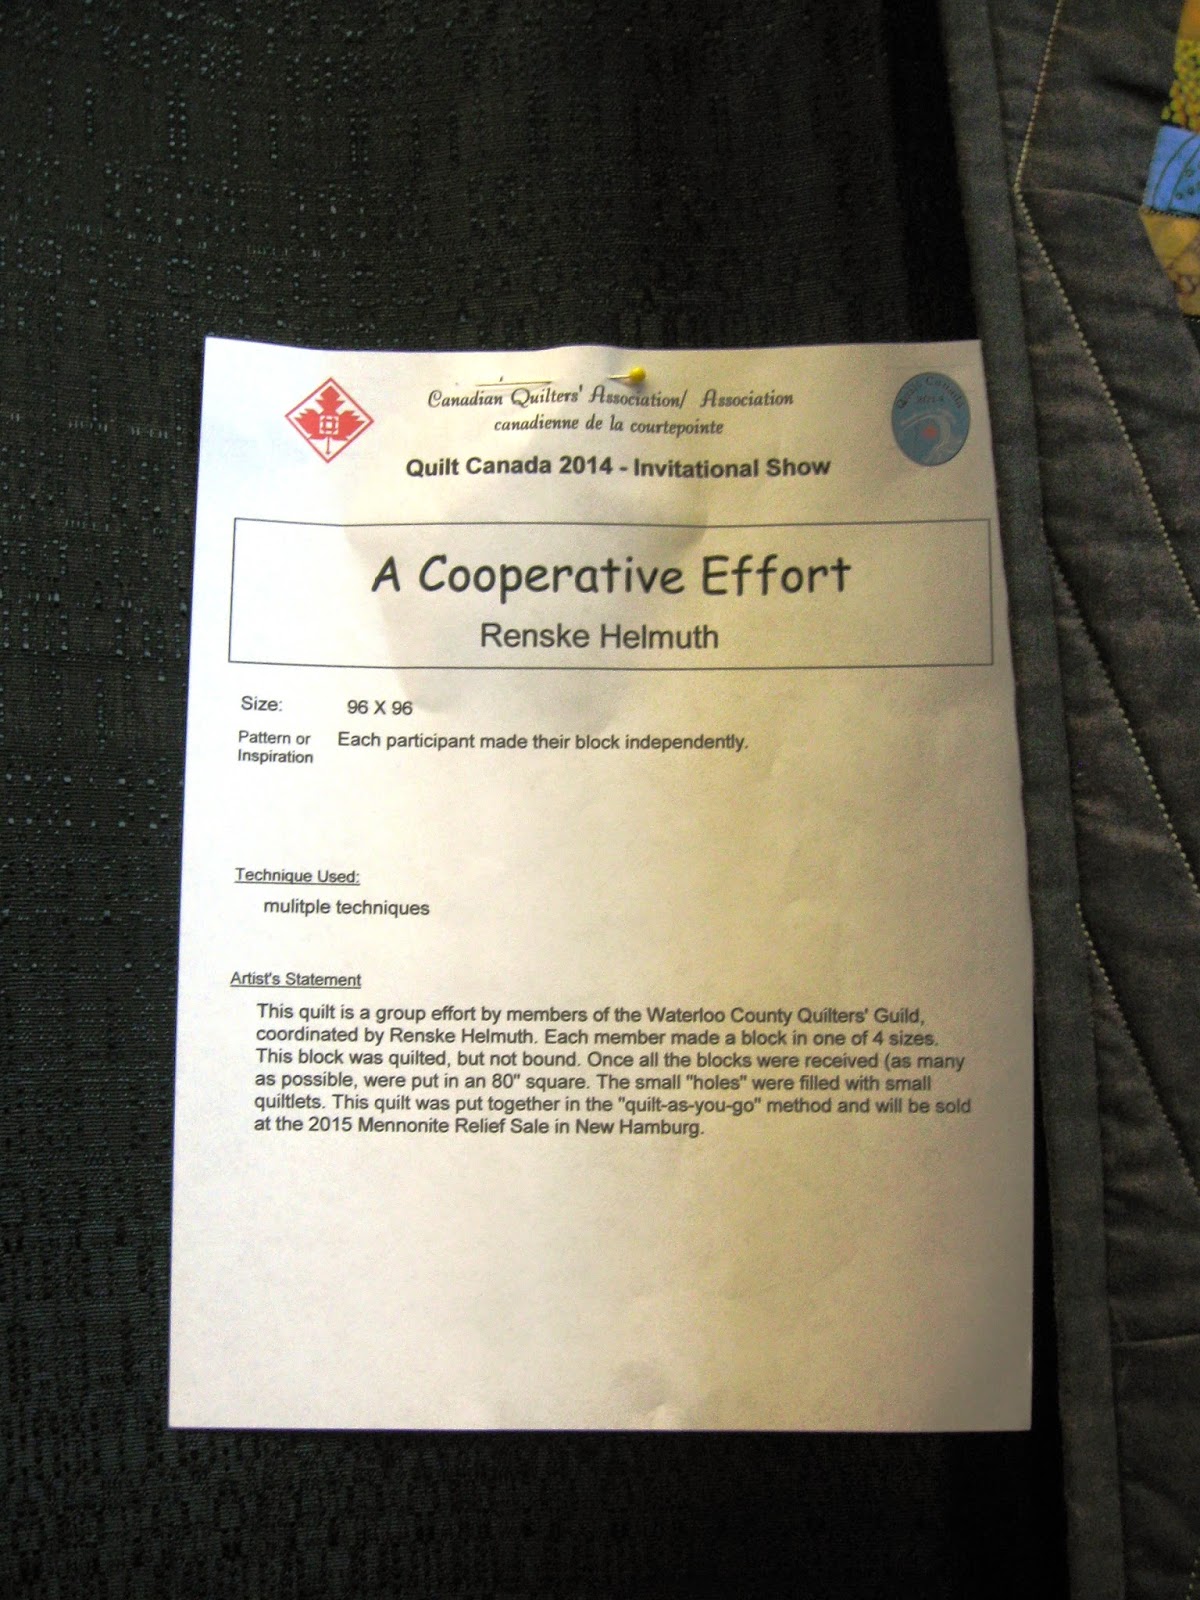 Canadian Quilters' Association/ Association
canadienne de la courtepointe
Quilt Canada
2014
Quilt Canada 2014 - Invitational Show
A Cooperative Effort
Renske Helmuth
Size: 96 X 96
Pattern or Inspiration Each participant made their block independently.
Technique Used:
mulitple techniques
Artist's Statement
This quilt is a group effort by members of the Waterloo County Quilters' Guild,
coordinated by Renske Helmuth. Each member made a block in one of 4 sizes.
This block was quilted, but not bound. Once all the blocks were received (as many
as possible, were put in an 80" square. The small "holes" were filled with small
quiltlets. This quilt was put together in the "quilt-as-you-go" method and will be sold
at the 2015 Mennonite Relief Sale in New Hamburg.